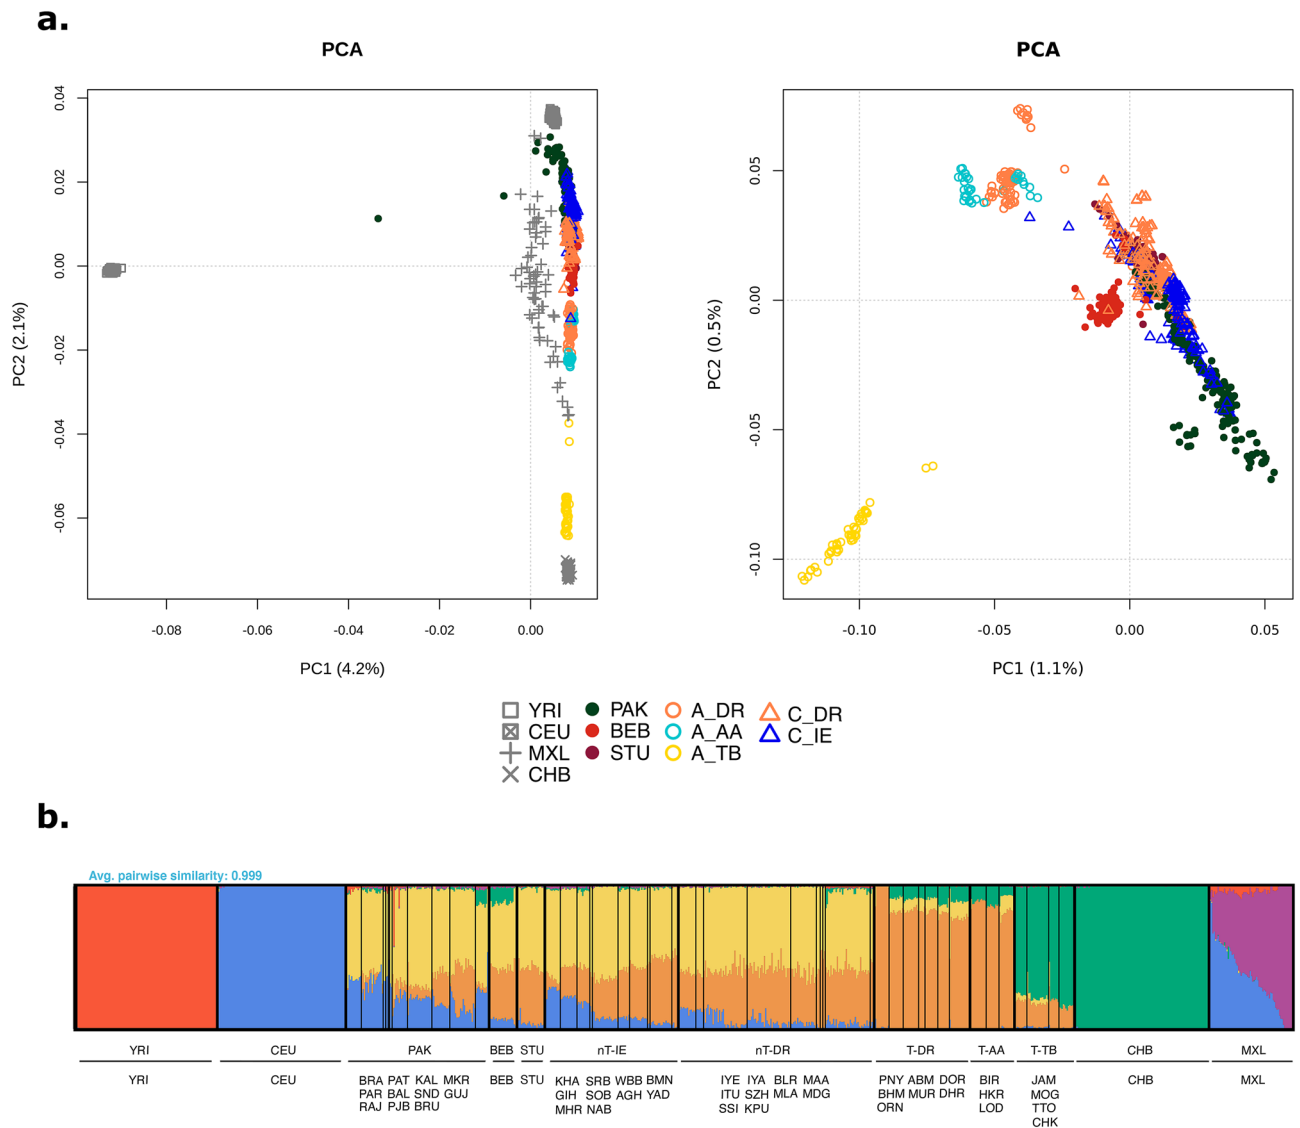 a.
PCA
0.04
0.02
0.00
-0.02
-0.04
-0.06
PC2 (2.1%)
-0.08 -0.06 -0.04 -0.02 0.00
PC1 (4.2%)
PCA
0.05
0.00
-0.05
-0.10
PC2 (0.5%)
-0.10 -0.05 0.00 0.05
PC1 (1.1%)
YRI PAK A_DR C_DR
CEU BEB A_AA C_IE
MXL STU A_TB
CHB
b.
Avg. pairwise similarity: 0.999
YRI CEU PAK BEB STU nT-IE nT-DR T-DR T-AA T-TB CHB MXL
YRI CEU BRA PAT KAL MKR BEB STU KHA SRB WBB BMN IYE IYA BLR MAA PNY ABM DOR BIR JAM CHB MXL
PAR BAL SND GUJ GIH SOB AGH YAD ITU SZH MLA MDG BHM MUR DHR HKR MOG
RAJ PJB BRU MHR NAB SSI KPU ORN LOD TTO
CHK